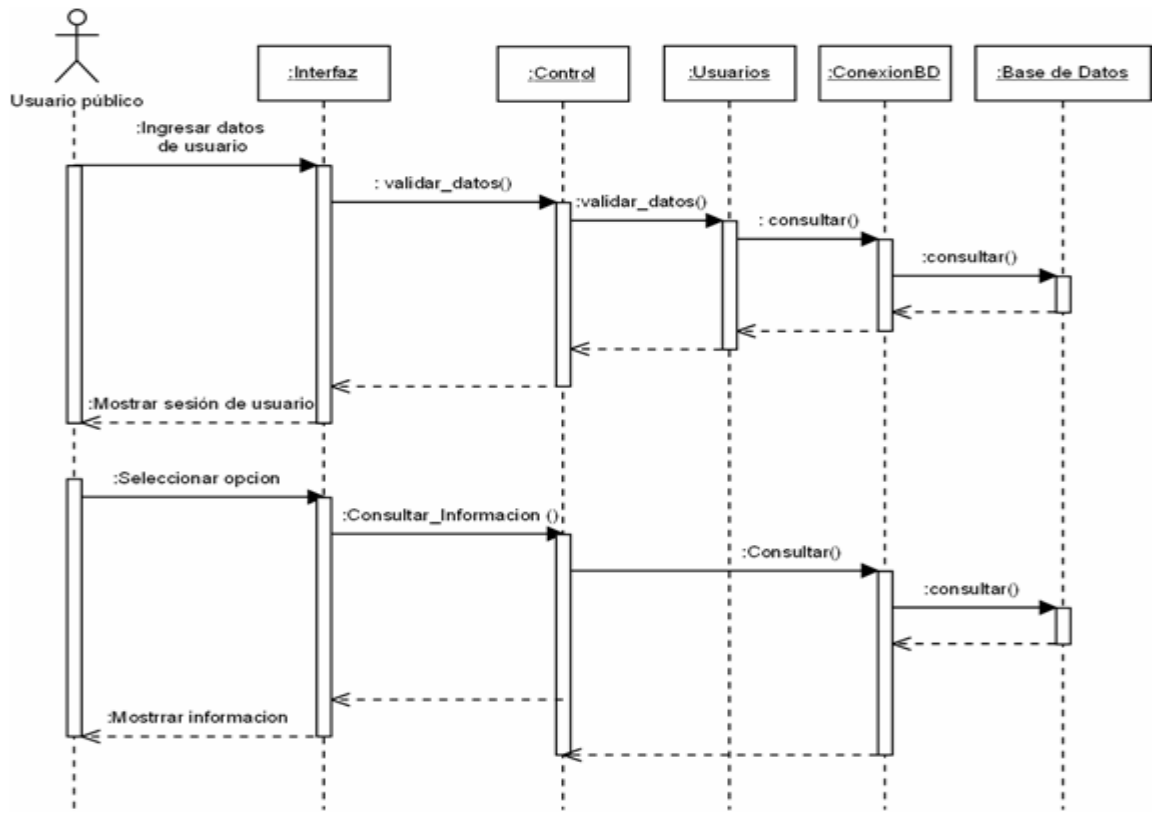 :Interfaz
:Control
:Usuarios
:ConexionBD
:Base de Datos
Usuario público
:Ingresar datos
de usuario
: validar_datos()
:validar_datos()
: consultar()
:consultar()
:Mostrar sesión de usuario
:Seleccionar opcion
:Consultar_Informacion ()
:Consultar()
:consultar()
:Mostrrar informacion